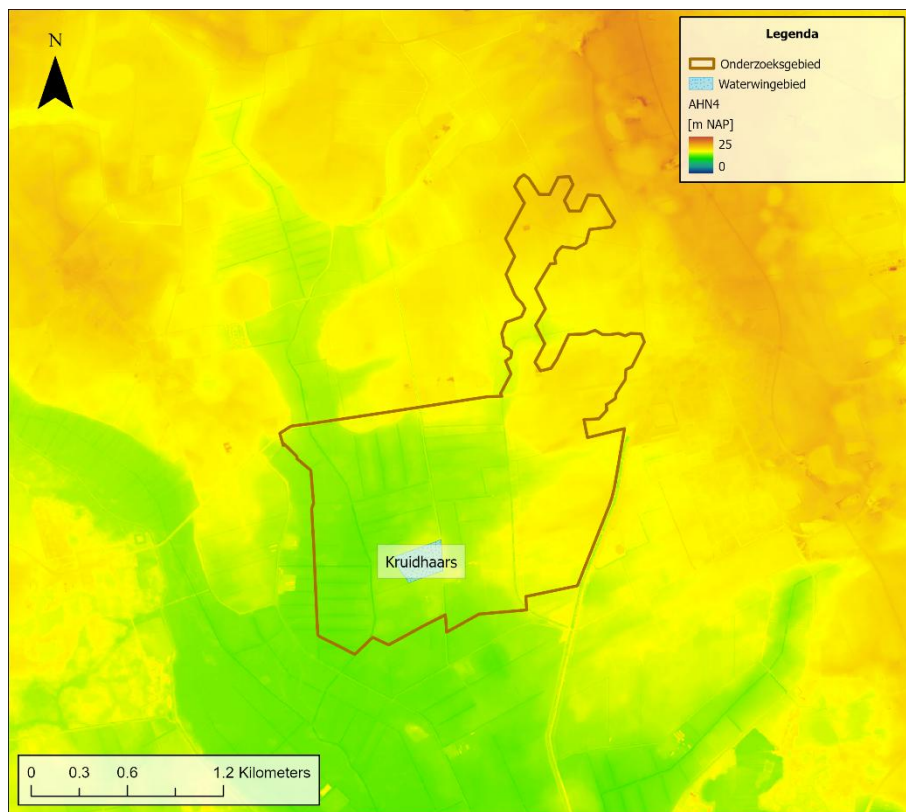 N
Legenda
Onderzoeksgebied
Waterwingebied
AHN4
[m NAP]
25
0
Kruidhaars
0 0.3 0.6 1.2 Kilometers